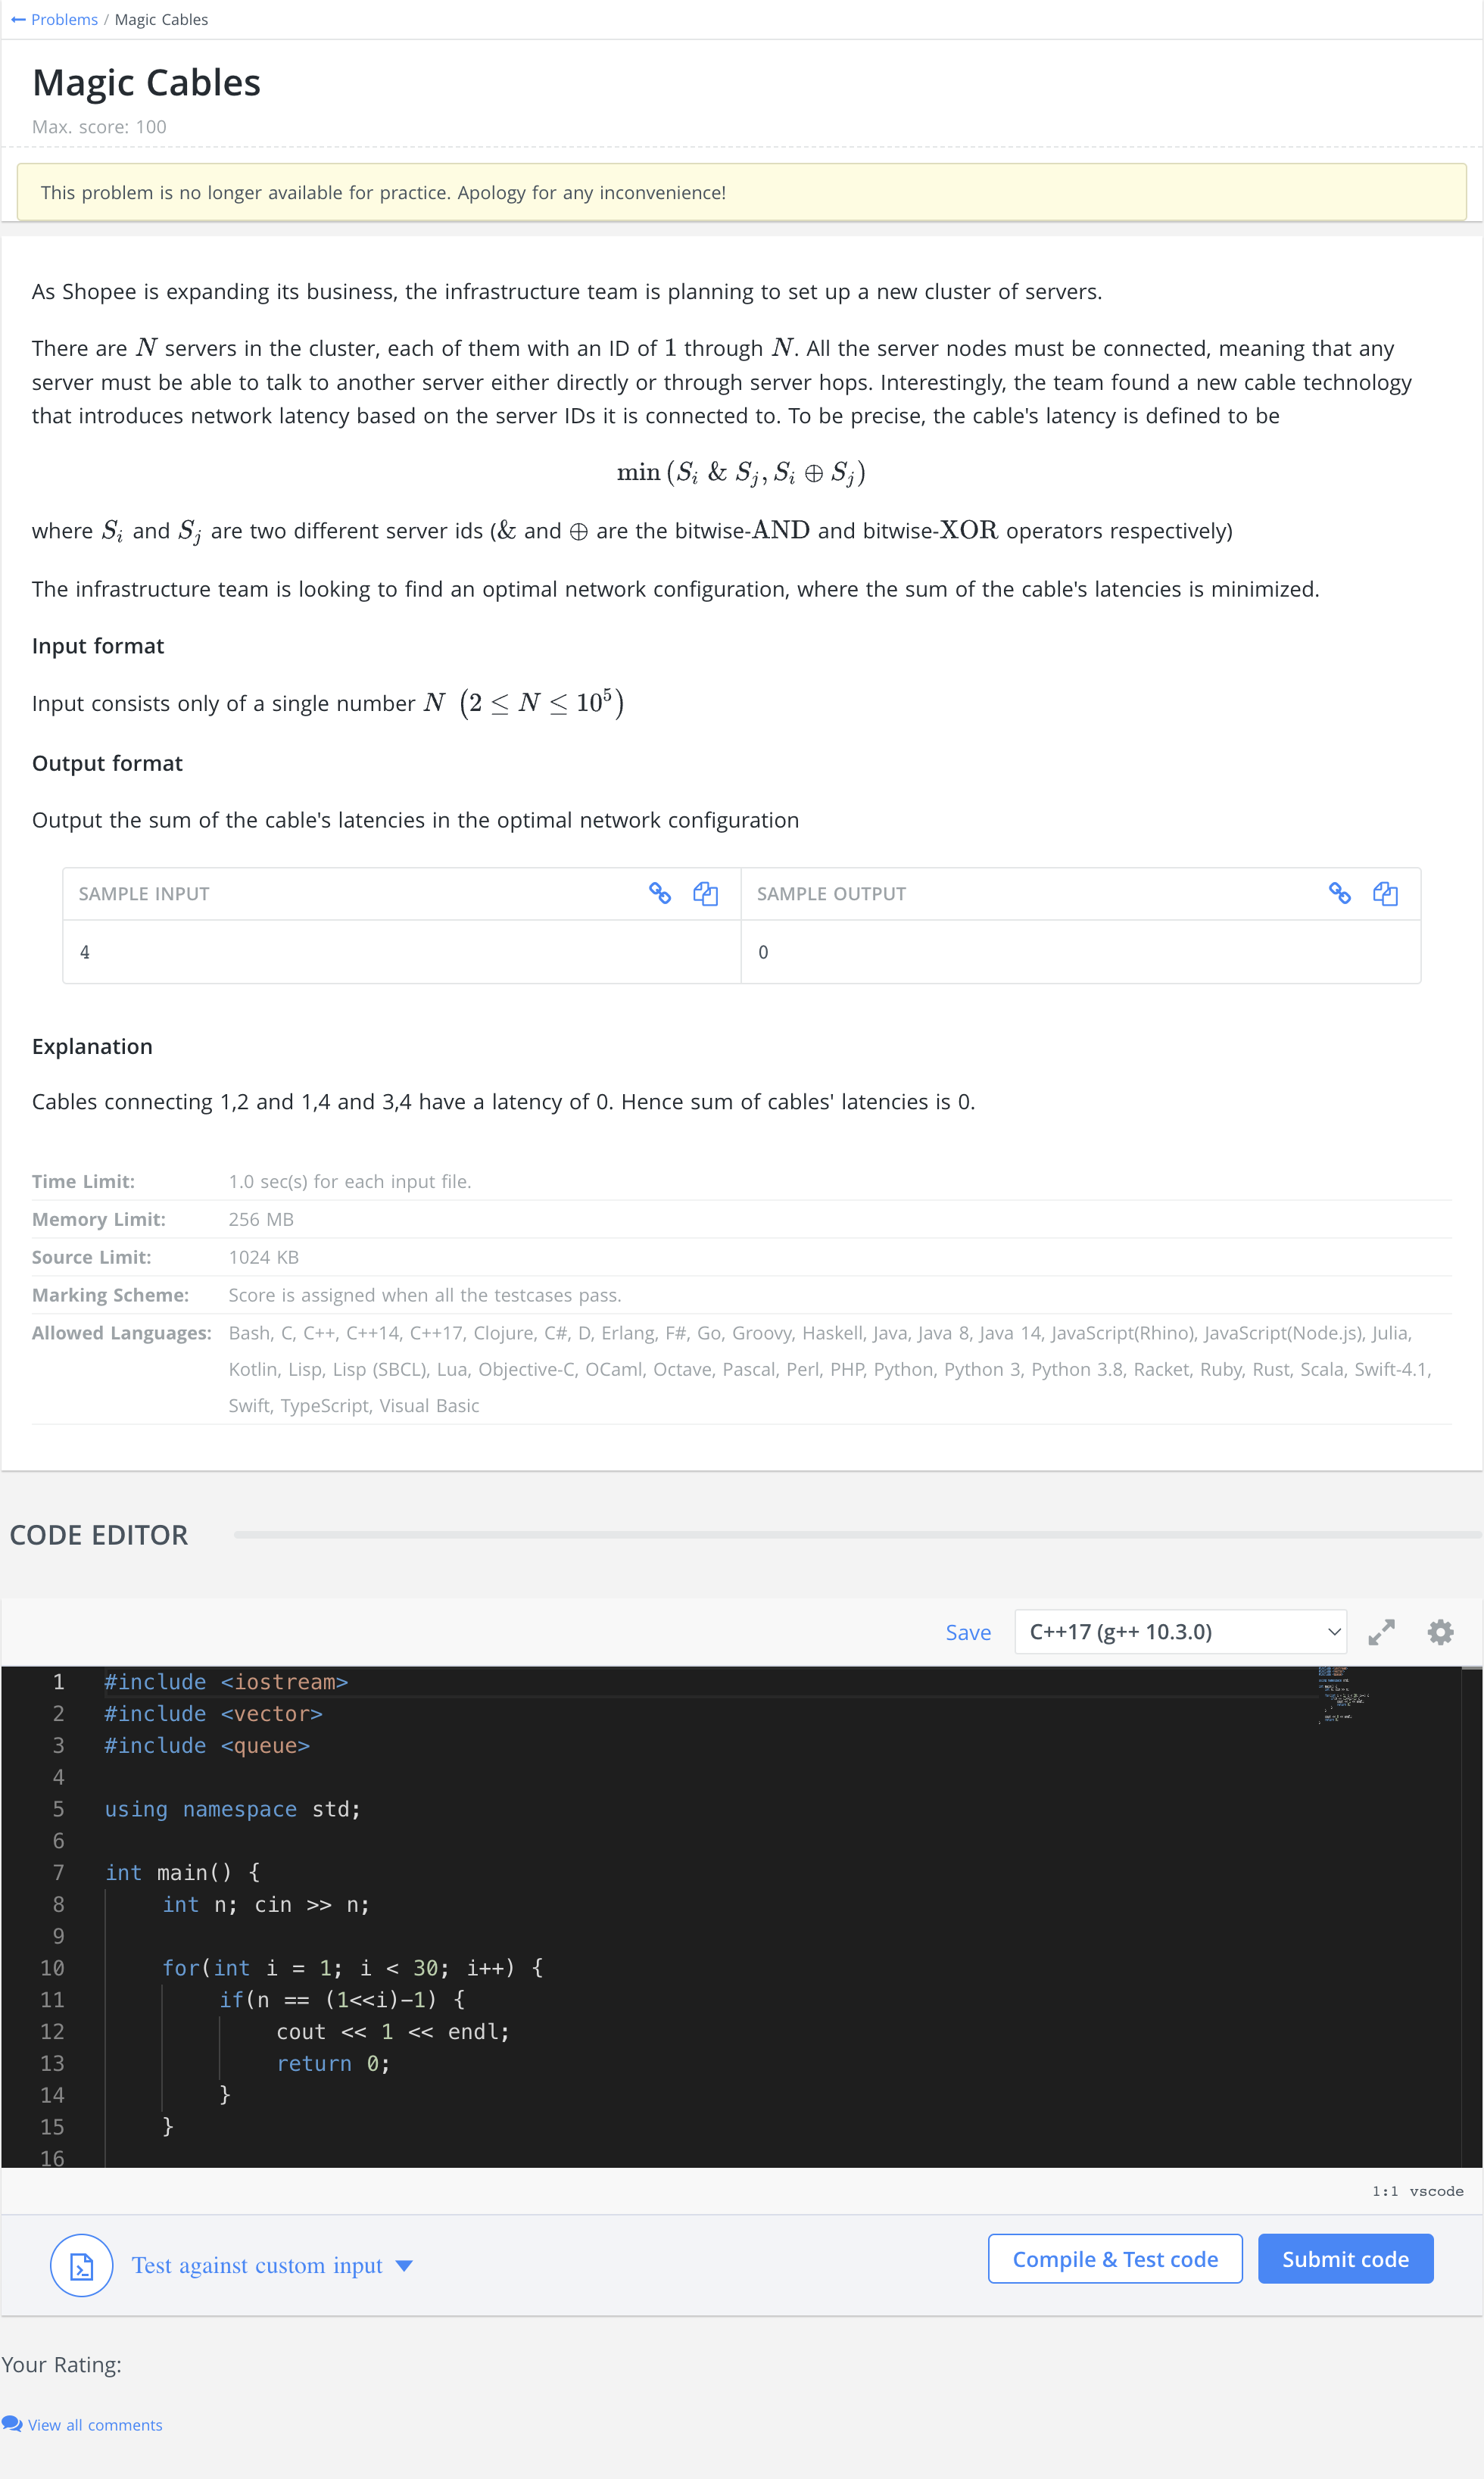 ← Problems / Magic Cables
Magic Cables
Max. score: 100
This problem is no longer available for practice. Apology for any inconvenience!
As Shopee is expanding its business, the infrastructure team is planning to set up a new cluster of servers.
There are N servers in the cluster, each of them with an ID of 1 through N. All the server nodes must be connected, meaning that any
server must be able to talk to another server either directly or through server hops. Interestingly, the team found a new cable technology
that introduces network latency based on the server IDs it is connected to. To be precise, the cable's latency is defined to be
min (S_i & S_j, S_i ⊕ S_j)
where S_i and S_j are two different server ids (& and ⊕ are the bitwise-AND and bitwise-XOR operators respectively)
The infrastructure team is looking to find an optimal network configuration, where the sum of the cable's latencies is minimized.
Input format
Input consists only of a single number N (2 ≤ N ≤ 10^5)
Output format
Output the sum of the cable's latencies in the optimal network configuration
SAMPLE INPUT
SAMPLE OUTPUT
4
0
Explanation
Cables connecting 1,2 and 1,4 and 3,4 have a latency of 0. Hence sum of cables' latencies is 0.
Time Limit: 1.0 sec(s) for each input file.
Memory Limit: 256 MB
Source Limit: 1024 KB
Marking Scheme: Score is assigned when all the testcases pass.
Allowed Languages: Bash, C, C++, C++14, C++17, Clojure, C#, D, Erlang, F#, Go, Groovy, Haskell, Java, Java 8, Java 14, JavaScript(Rhino), JavaScript(Node.js), Julia,
Kotlin, Lisp, Lisp (SBCL), Lua, Objective-C, OCaml, Octave, Pascal, Perl, PHP, Python, Python 3, Python 3.8, Racket, Ruby, Rust, Scala, Swift-4.1,
Swift, TypeScript, Visual Basic
CODE EDITOR
Save C++17 (g++ 10.3.0)
1 #include <iostream>
2 #include <vector>
3 #include <queue>
4
5 using namespace std;
6
7 int main() {
8 int n; cin >> n;
9
10 for(int i = 1; i < 30; i++) {
11 if(n == (1<<i)-1) {
12 cout << 1 << endl;
13 return 0;
14 }
15 }
16
1:1 vscode
Test against custom input
Compile & Test code
Submit code
Your Rating:
View all comments